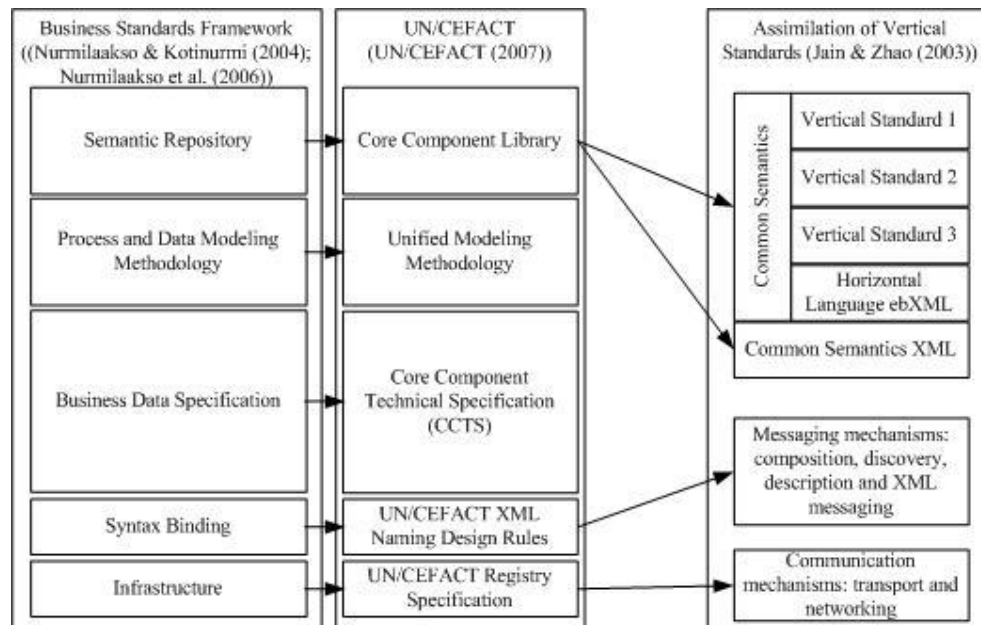 Business Standards Framework
((Nurmilaakso & Kotinurmi (2004);
Nurmilaakso et al. (2006))
Semantic Repository
Process and Data Modeling
Methodology
Business Data Specification
Syntax Binding
Infrastructure
UN/CEFACT
(UN/CEFACT (2007))
Core Component Library
Unified Modeling
Methodology
Core Component
Technical Specification
(CCTS)
UN/CEFACT XML
Naming Design Rules
UN/CEFACT Registry
Specification
Assimilation of Vertical
Standards (Jain & Zhao (2003))
Common Semantics
Vertical Standard 1
Vertical Standard 2
Vertical Standard 3
Horizontal
Language ebXML
Common Semantics XML
Messaging mechanisms:
composition, discovery,
description and XML
messaging
Communication
mechanisms: transport and
networking